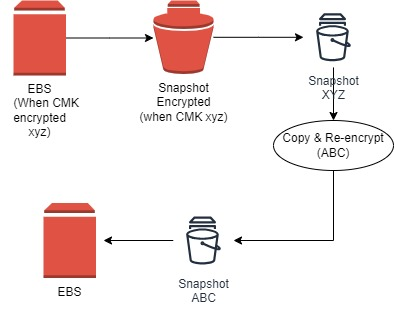 EBS
(When CMK
encrypted
xyz)
Snapshot
Encrypted
(when CMK xyz)
Snapshot
XYZ
Copy & Re-encrypt
(ABC)
EBS
Snapshot
ABC